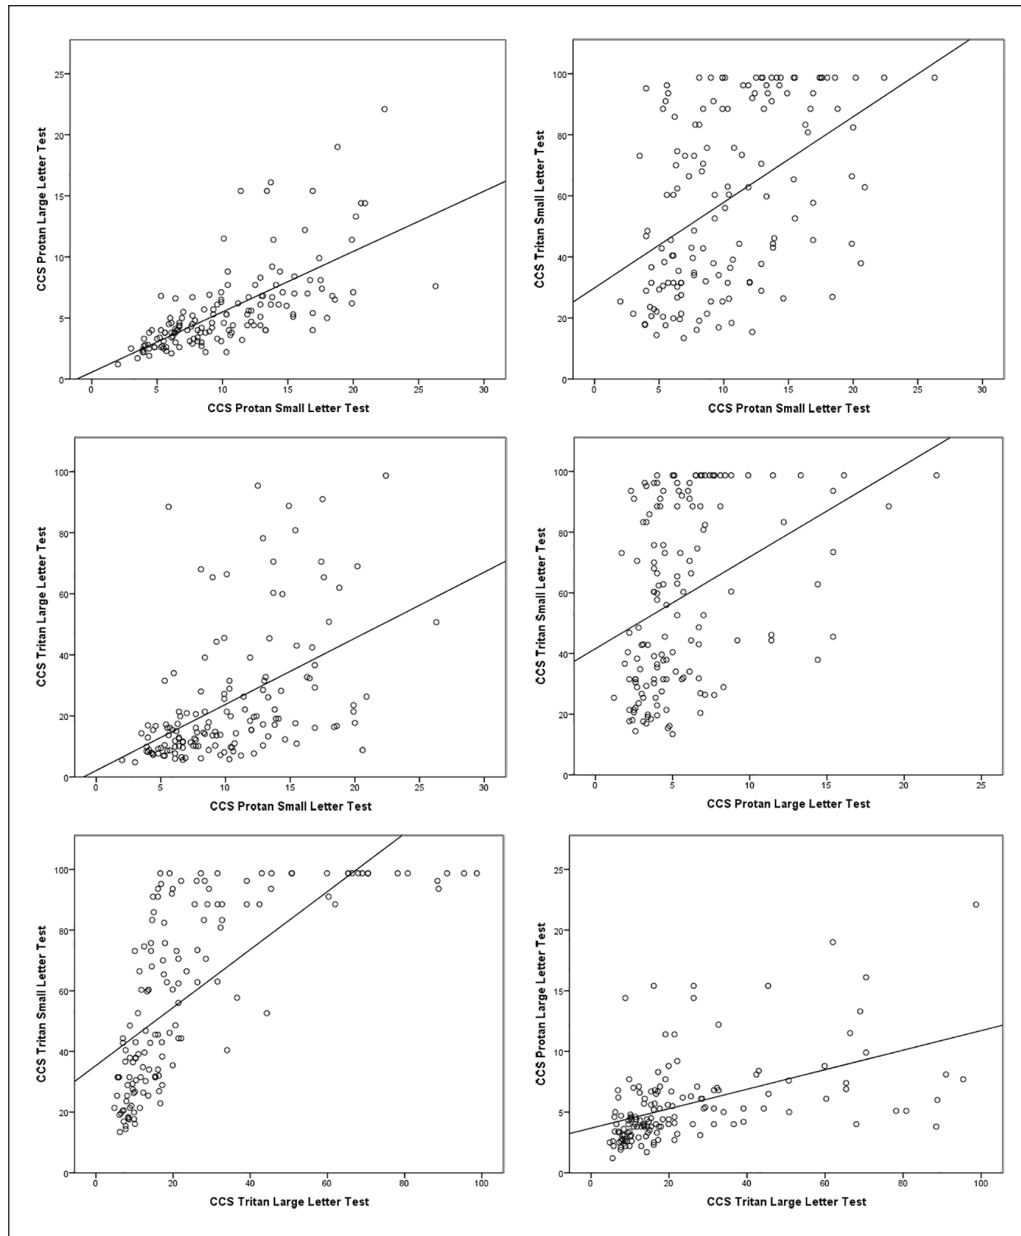 CCS Protan Large Letter Test
25
20
15
10
5
0
0 5 10 15 20 25 30
CCS Protan Small Letter Test
CCS Tritan Small Letter Test
100
80
60
40
20
0
0 5 10 15 20 25 30
CCS Protan Small Letter Test
CCS Tritan Large Letter Test
100
80
60
40
20
0
0 5 10 15 20 25 30
CCS Protan Small Letter Test
CCS Tritan Small Letter Test
100
80
60
40
20
0
0 5 10 15 20 25
CCS Protan Large Letter Test
CCS Tritan Small Letter Test
100
80
60
40
20
0
0 20 40 60 80 100
CCS Tritan Large Letter Test
CCS Protan Large Letter Test
25
20
15
10
5
0
0 20 40 60 80 100
CCS Tritan Large Letter Test